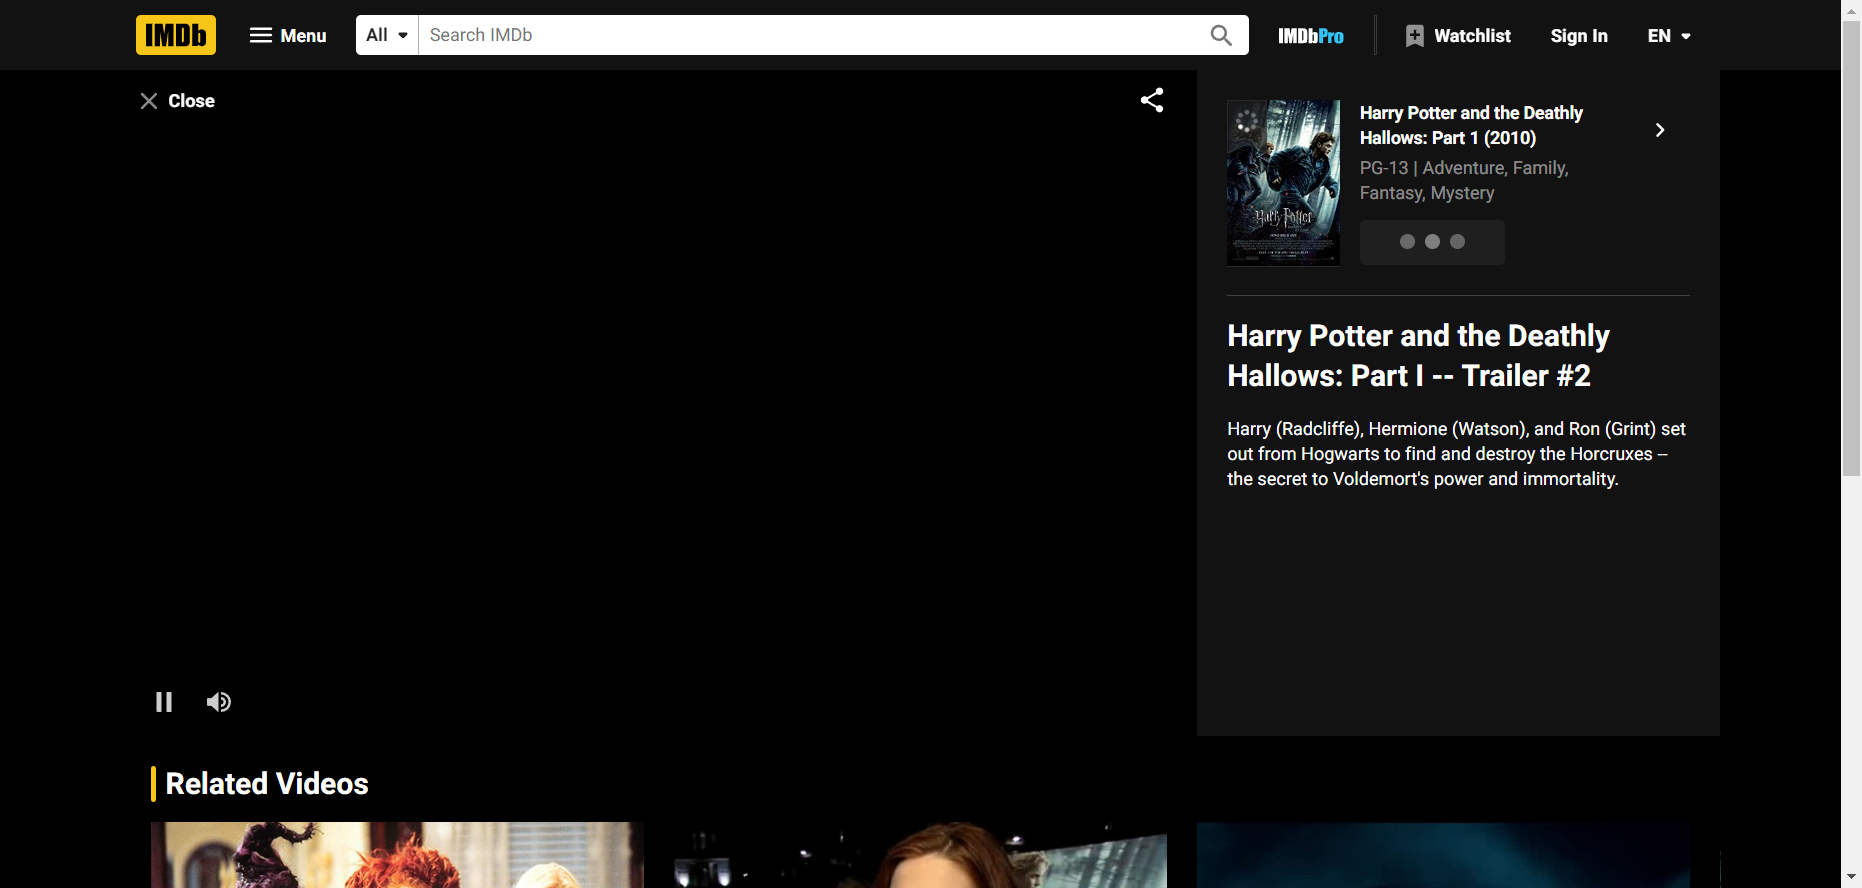 IMDb
Menu
All
Search IMDb
IMDbPro
Watchlist
Sign In
EN
Close
Harry Potter and the Deathly
Hallows: Part 1 (2010)
PG-13 | Adventure, Family,
Fantasy, Mystery
Harry Potter
Harry Potter and the Deathly
Hallows: Part I -- Trailer #2
Harry (Radcliffe), Hermione (Watson), and Ron (Grint) set
out from Hogwarts to find and destroy the Horcruxes --
the secret to Voldemort's power and immortality.
Related Videos